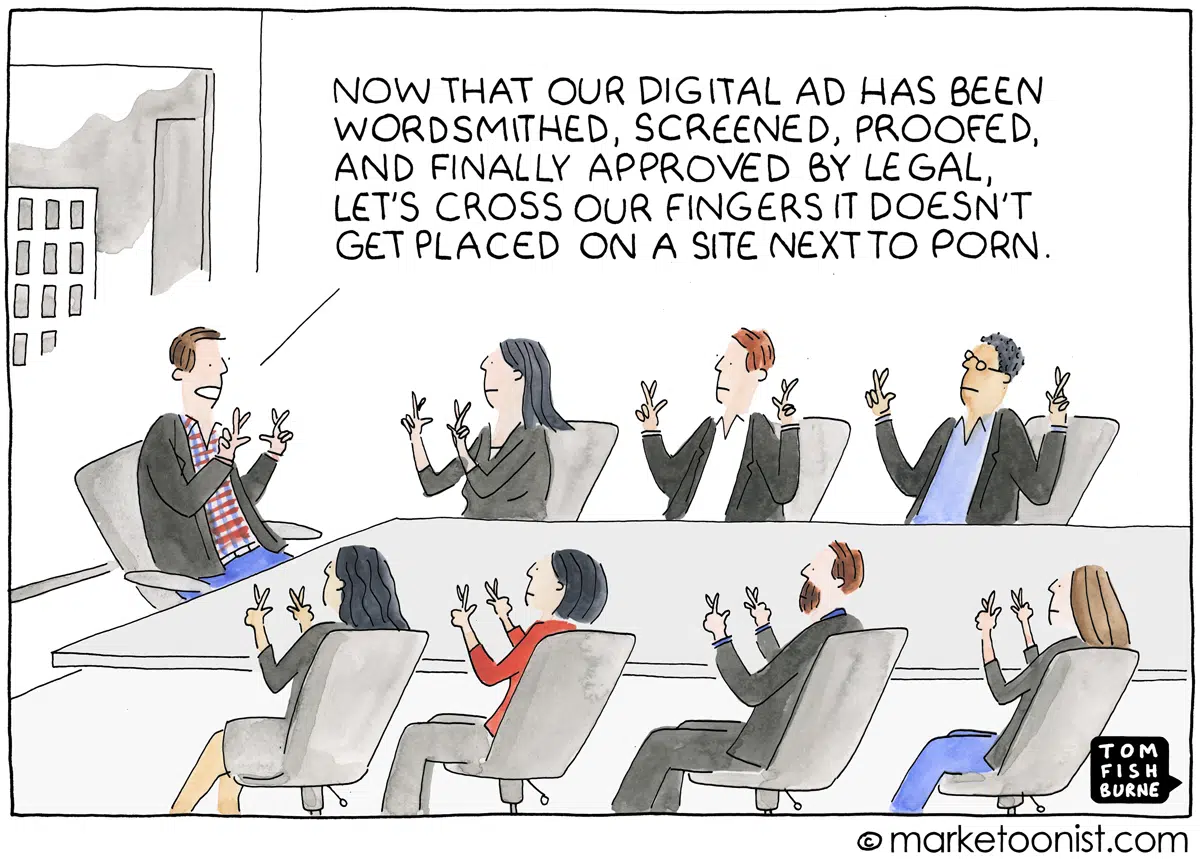 NOW THAT OUR DIGITAL AD HAS BEEN
WORDSMITHED, SCREENED, PROOFED,
AND FINALLY APPROVED BY LEGAL,
LET'S CROSS OUR FINGERS IT DOESN'T
GET PLACED ON A SITE NEXT TO PORN.
TOM
FISH
BURNE
© marketoonist.com